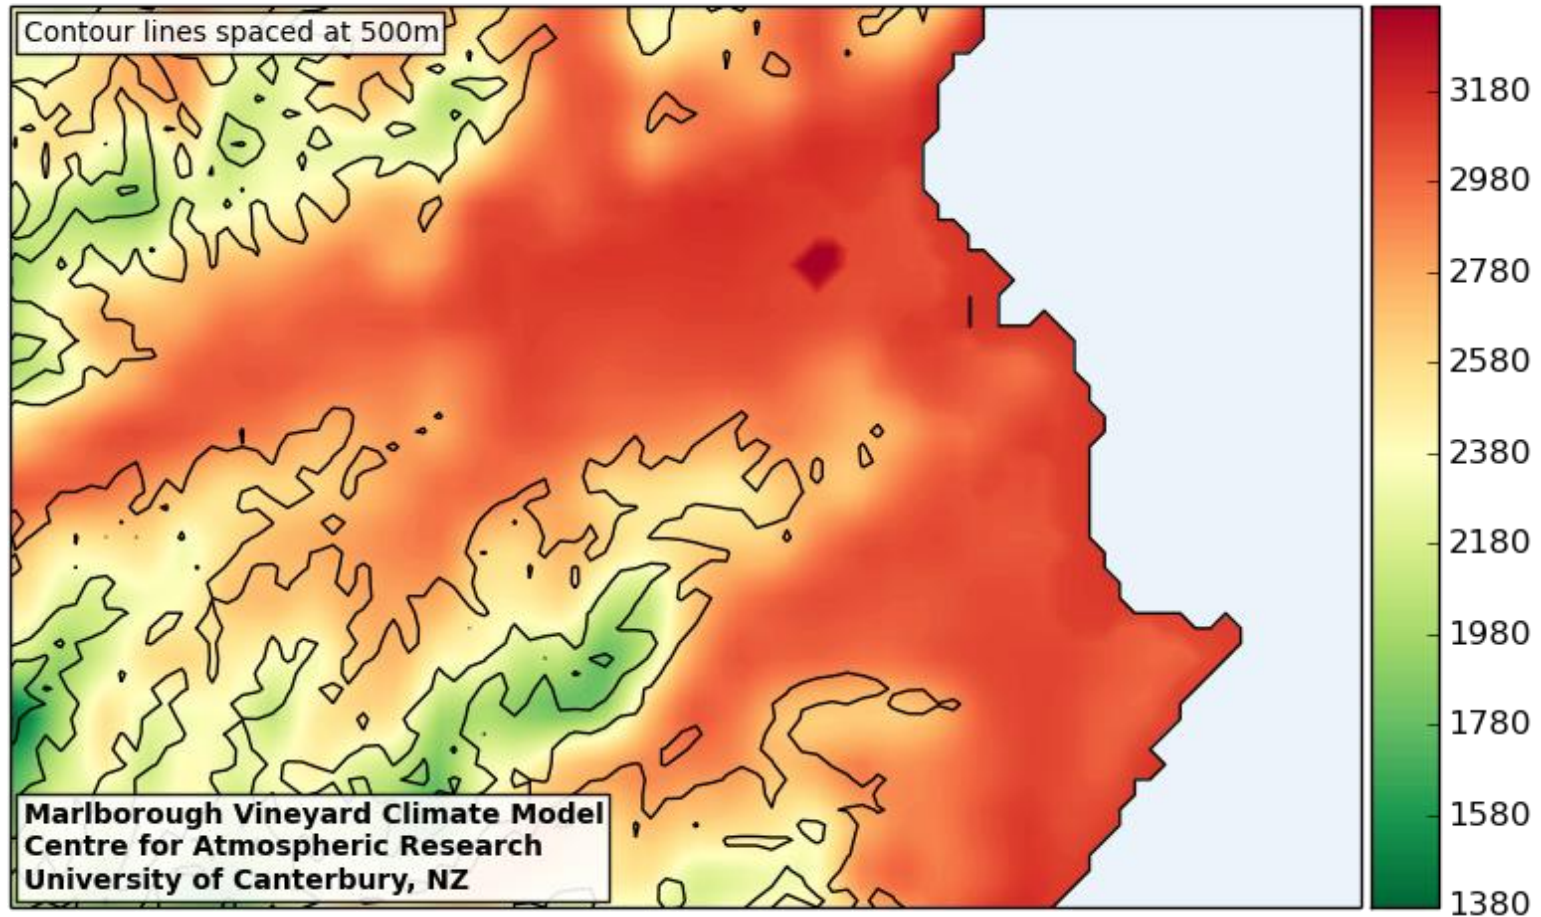 Contour lines spaced at 500m
3180
2980
2780
2580
2380
2180
1980
1780
1580
1380
Marlborough Vineyard Climate Model
Centre for Atmospheric Research
University of Canterbury, NZ